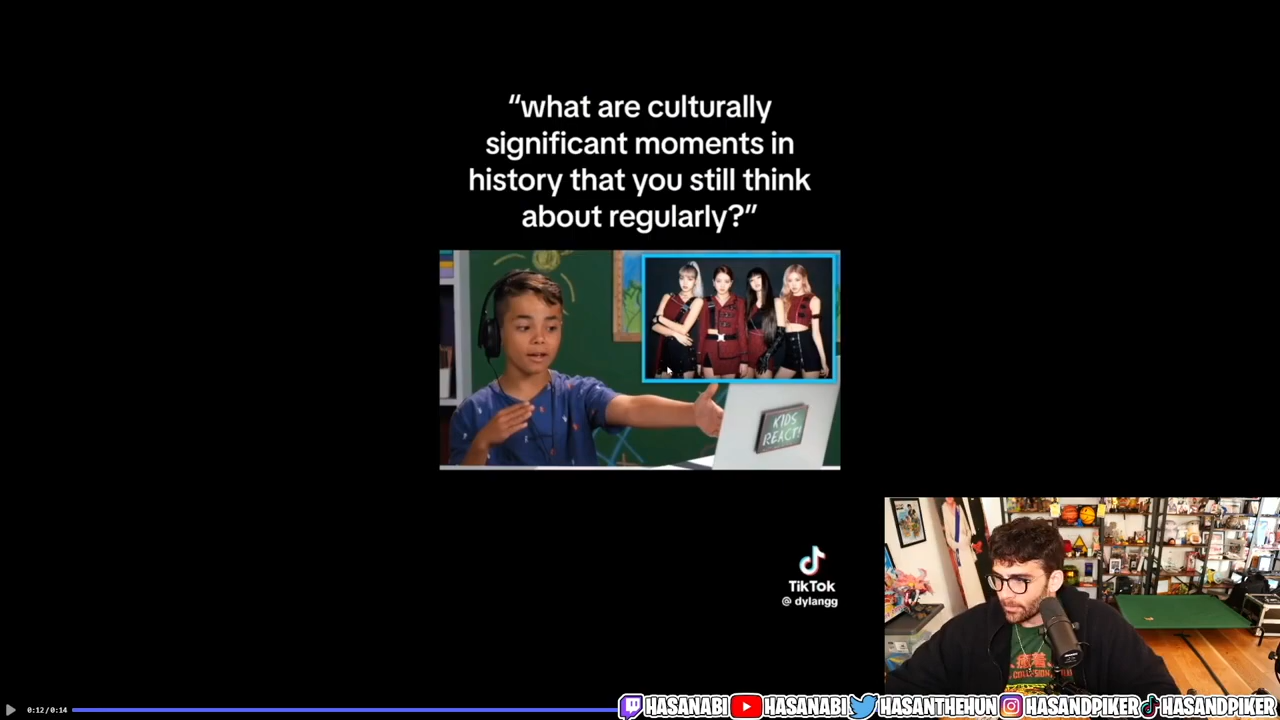 “what are culturally
significant moments in
history that you still think
about regularly?”
KIDS
REACT!
TikTok
@ dylangg
0:12/0:14
HASANABI HASANABI HASANTHEHUN HASANDPIKER HASANDPIKER